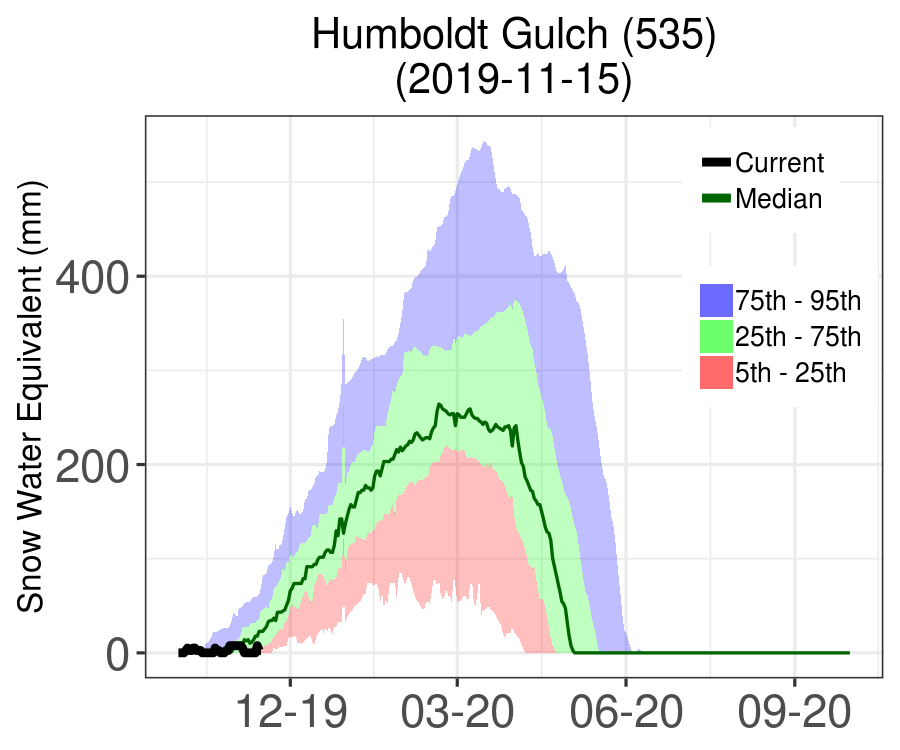 Humboldt Gulch (535)
(2019-11-15)
Snow Water Equivalent (mm)
400
200
0
12-19
03-20
06-20
09-20
Current
Median
75th - 95th
25th - 75th
5th - 25th